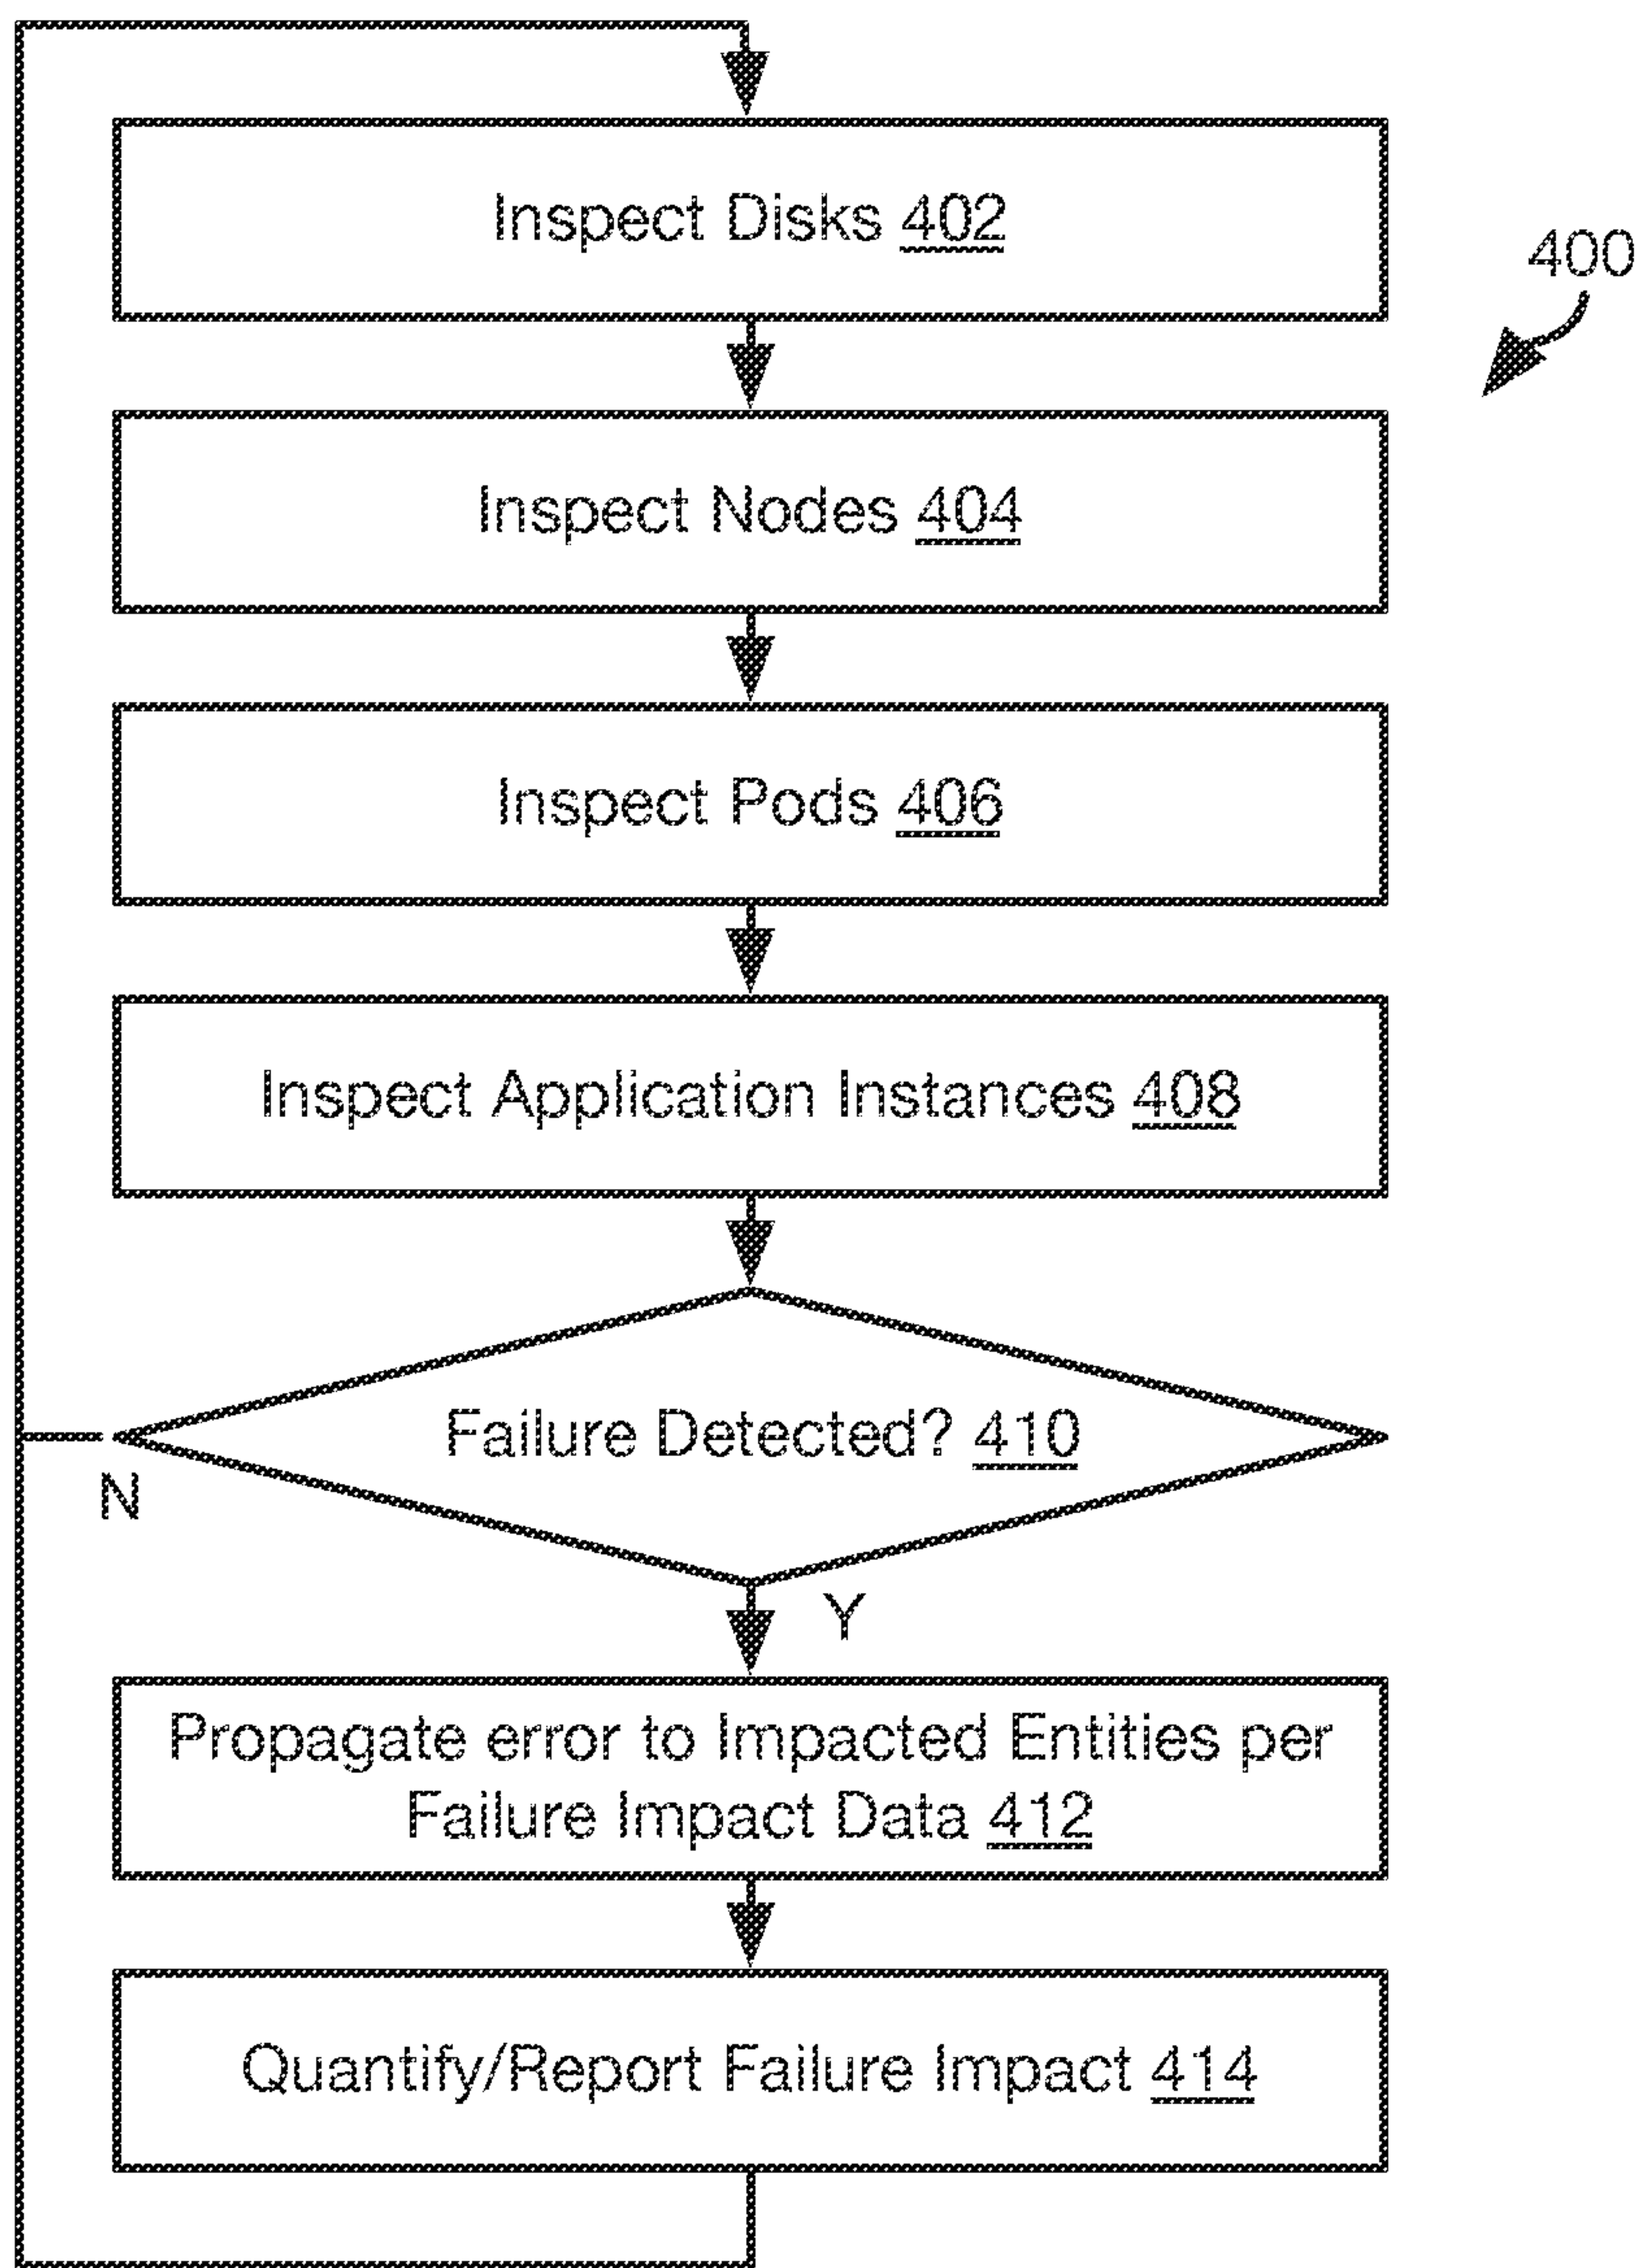 Inspect Disks 402
400
Inspect Nodes 404
Inspect Pods 406
Inspect Application Instances 408
Failure Detected? 410
N
Y
Propagate error to Impacted Entities per
Failure Impact Data 412
Quantify/Report Failure Impact 414